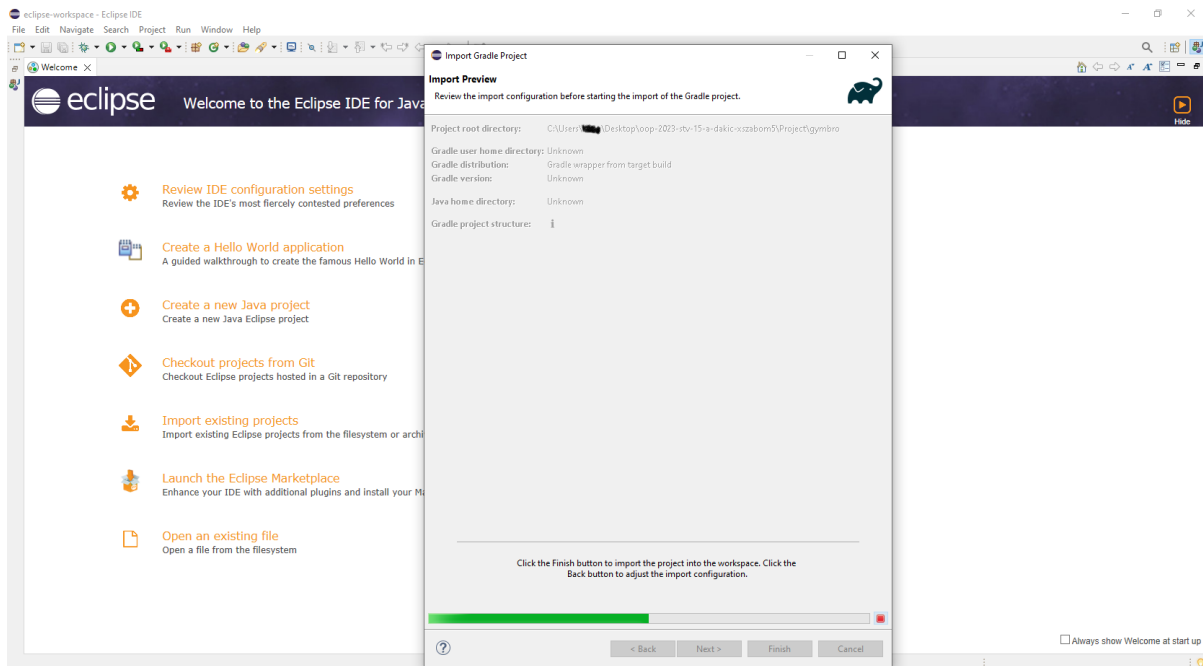 eclipse-workspace - Eclipse IDE
File Edit Navigate Search Project Run Window Help
Welcome
eclipse
Welcome to the Eclipse IDE for Java
Hide
Review IDE configuration settings
Review the IDE's most fiercely contested preferences
Create a Hello World application
A guided walkthrough to create the famous Hello World in E
Create a new Java project
Create a new Java Eclipse project
Checkout projects from Git
Checkout Eclipse projects hosted in a Git repository
Import existing projects
Import existing Eclipse projects from the filesystem or archi
Launch the Eclipse Marketplace
Enhance your IDE with additional plugins and install your Ma
Open an existing file
Open a file from the filesystem
Import Gradle Project
Import Preview
Review the import configuration before starting the import of the Gradle project.
Project root directory: C:\Users\ \Desktop\oop-2023-stv-15-a-dakic-xszabom5\Project\gymbro
Gradle user home directory: Unknown
Gradle distribution: Gradle wrapper from target build
Gradle version: Unknown
Java home directory: Unknown
Gradle project structure:
Click the Finish button to import the project into the workspace. Click the
Back button to adjust the import configuration.
< Back Next > Finish Cancel
Always show Welcome at start up